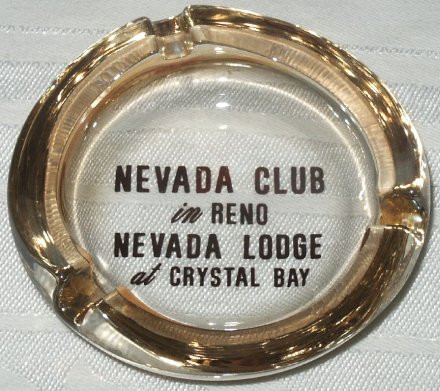 NEVADA CLUB
in RENO
NEVADA LODGE
at CRYSTAL BAY